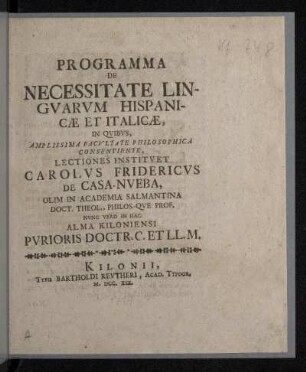 PROGRAMMA
DE
NECESSITATE LIN-
GVARVM HISPANI-
CÆ ET ITALICÆ,
IN QVIBVS,
AMPLISSIMA FACVLTATE PHILOSOPHICA
CONSENTIENTE,
LECTIONES INSTITVET
CAROLVS FRIDERICVS
DE CASA-NVEBA,
OLIM IN ACADEMIA SALMANTINA
DOCT. THEOL. PHILOS.-QVE PROF.
NUNC VERO IN HAC
ALMA KILONIENSI
PVRIORIS DOCTR. C. ET LL. M.
KILONII,
Typis BARTHOLDI REVTHERI, Acad. Typogr.
M. DCC. XIX.